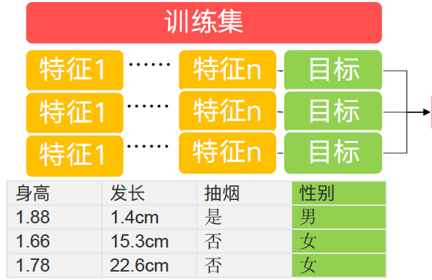 训练集
特征1 ······ 特征n 目标
特征1 ······ 特征n 目标
特征1 ······ 特征n 目标
身高 发长 抽烟 性别
1.88 1.4cm 是 男
1.66 15.3cm 否 女
1.78 22.6cm 否 女